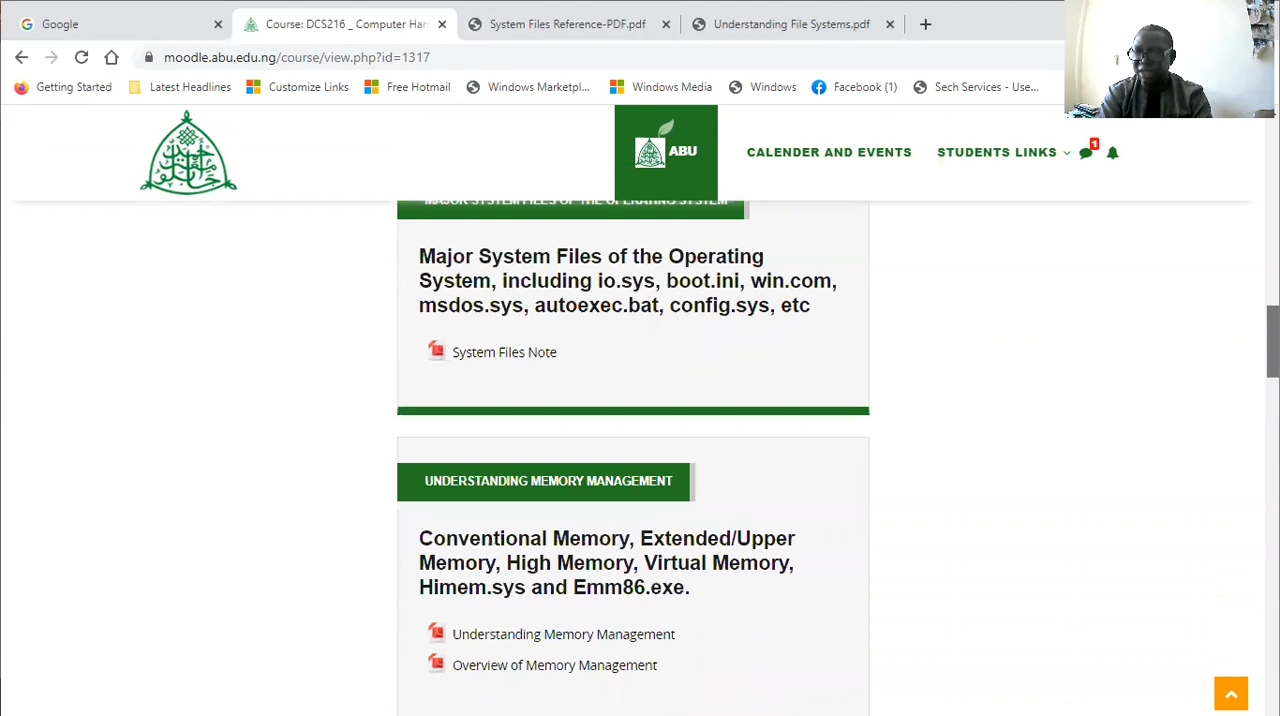 Google
Course: DCS216 _ Computer Har
System Files Reference-PDF.pdf
Understanding File Systems.pdf
moodle.abu.edu.ng/course/view.php?id=1317
Getting Started
Latest Headlines
Customize Links
Free Hotmail
Windows Marketpl...
Windows Media
Windows
Facebook (1)
Sech Services - Use...
ABU
CALENDER AND EVENTS
STUDENTS LINKS
1
MAJOR SYSTEM FILES OF THE OPERATING SYSTEM
Major System Files of the Operating
System, including io.sys, boot.ini, win.com,
msdos.sys, autoexec.bat, config.sys, etc
System Files Note
UNDERSTANDING MEMORY MANAGEMENT
Conventional Memory, Extended/Upper
Memory, High Memory, Virtual Memory,
Himem.sys and Emm86.exe.
Understanding Memory Management
Overview of Memory Management